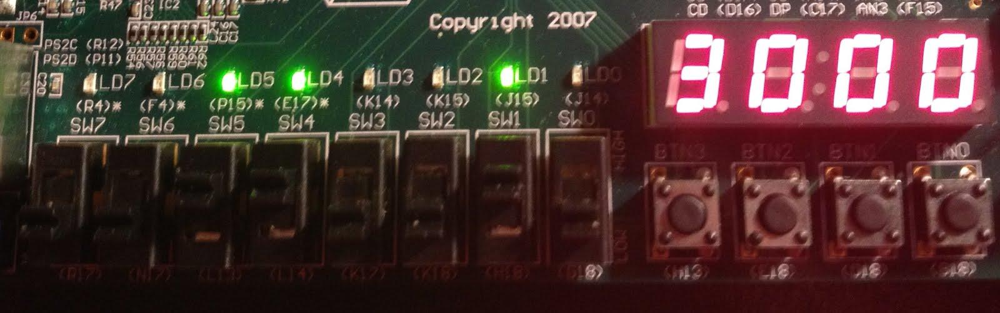 JP6
R47
IC2
CD (D16) DP (C17) AN3 (F15)
Copyright 2007
3000
PS2C (R12)
PS2D (P11)
LD7 LD6 LD5 LD4 LD3 LD2 LD1 LD0
(R4)* (F4)* (P15)* (E17)* (K14) (K15) (J15) (J14)
SW7 SW6 SW5 SW4 SW3 SW2 SW1 SW0
HIGH
BTN3 BTN2 BTN1 BTN0
LOW
(R17) (N17) (L13) (L14) (K17) (K18) (H18) (G18) (H13) (E18) (D18) (B18)